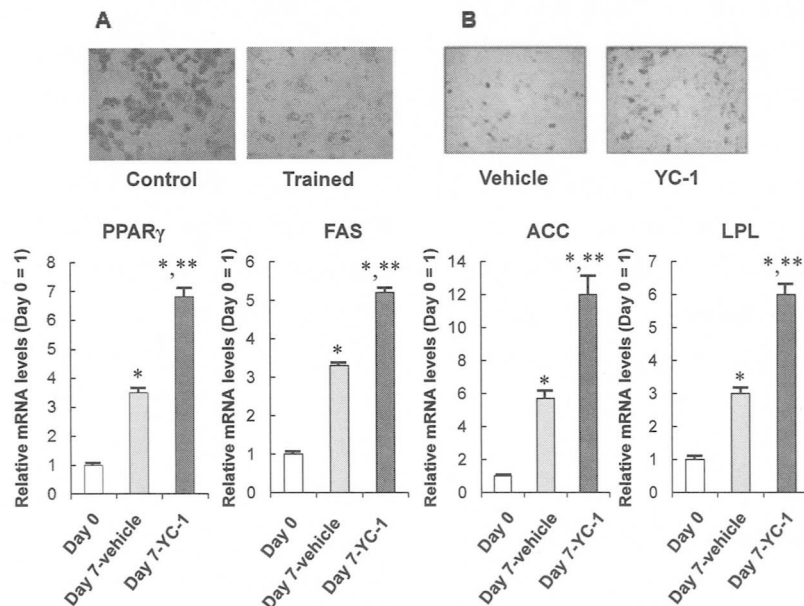 A
B
Control
Trained
Vehicle
YC-1
PPARγ
Relative mRNA levels (Day 0 = 1)
8
7
6
5
4
3
2
1
0
*
*,**
Day 0
Day 7-vehicle
Day 7-YC-1
FAS
Relative mRNA levels (Day 0 = 1)
6
5
4
3
2
1
0
*
*,**
Day 0
Day 7-vehicle
Day 7-YC-1
ACC
Relative mRNA levels (Day 0 = 1)
14
12
10
8
6
4
2
0
*
*,**
Day 0
Day 7-vehicle
Day 7-YC-1
LPL
Relative mRNA levels (Day 0 = 1)
7
6
5
4
3
2
1
0
*
*,**
Day 0
Day 7-vehicle
Day 7-YC-1